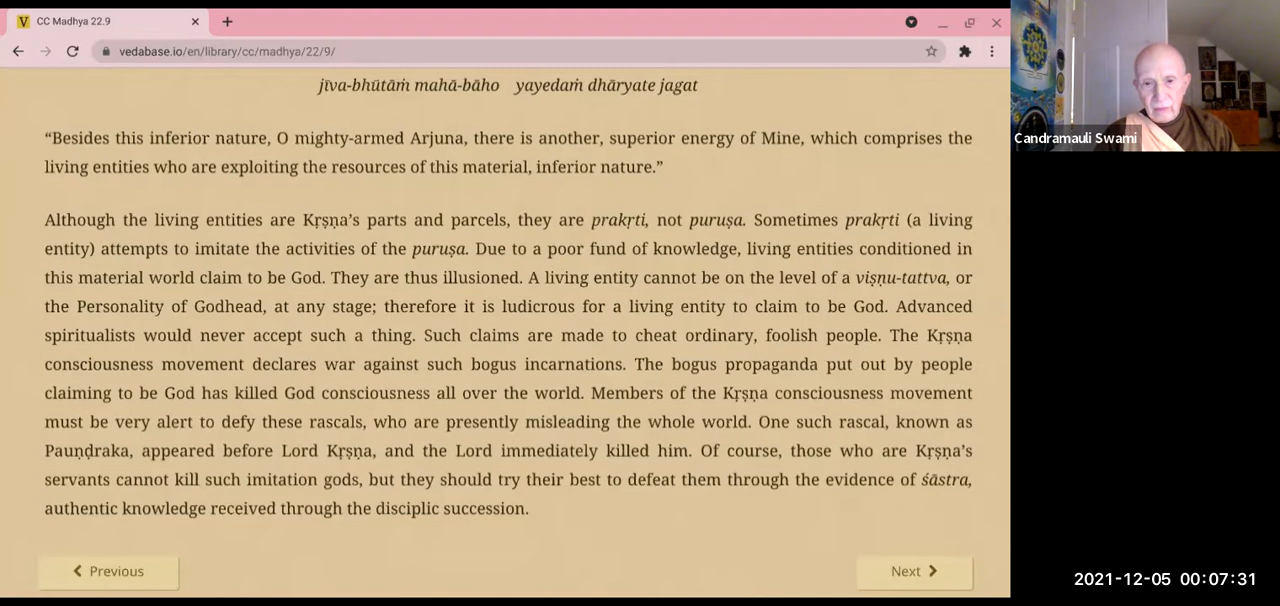 V CC Madhya 22.9
vedabase.io/en/library/cc/madhya/22/9/
jīva-bhūtāṁ mahā-bāho yayedaṁ dhāryate jagat
“Besides this inferior nature, O mighty-armed Arjuna, there is another, superior energy of Mine, which comprises the
living entities who are exploiting the resources of this material, inferior nature.”
Although the living entities are Kṛṣṇa’s parts and parcels, they are prakṛti, not puruṣa. Sometimes prakṛti (a living
entity) attempts to imitate the activities of the puruṣa. Due to a poor fund of knowledge, living entities conditioned in
this material world claim to be God. They are thus illusioned. A living entity cannot be on the level of a viṣṇu-tattva, or
the Personality of Godhead, at any stage; therefore it is ludicrous for a living entity to claim to be God. Advanced
spiritualists would never accept such a thing. Such claims are made to cheat ordinary, foolish people. The Kṛṣṇa
consciousness movement declares war against such bogus incarnations. The bogus propaganda put out by people
claiming to be God has killed God consciousness all over the world. Members of the Kṛṣṇa consciousness movement
must be very alert to defy these rascals, who are presently misleading the whole world. One such rascal, known as
Pauṇḍraka, appeared before Lord Kṛṣṇa, and the Lord immediately killed him. Of course, those who are Kṛṣṇa’s
servants cannot kill such imitation gods, but they should try their best to defeat them through the evidence of śāstra,
authentic knowledge received through the disciplic succession.
Previous
Next
Candramauli Swami
2021-12-05 00:07:31